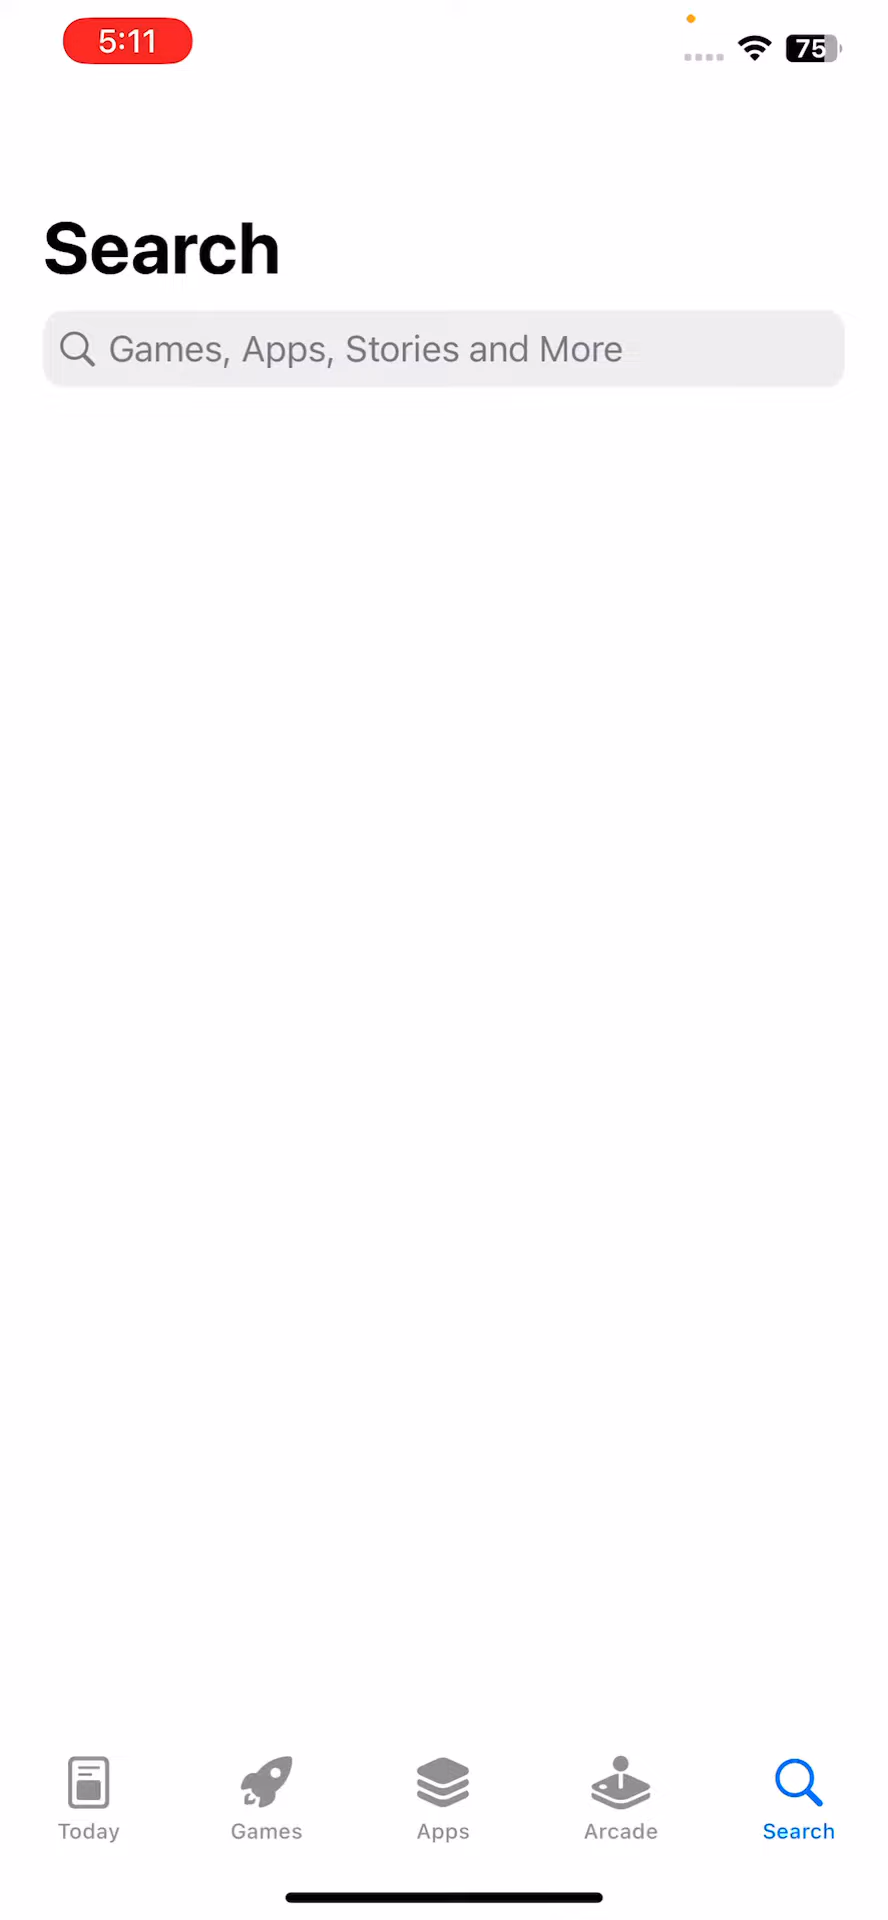 5:11
75
Search
Games, Apps, Stories and More
Today
Games
Apps
Arcade
Search